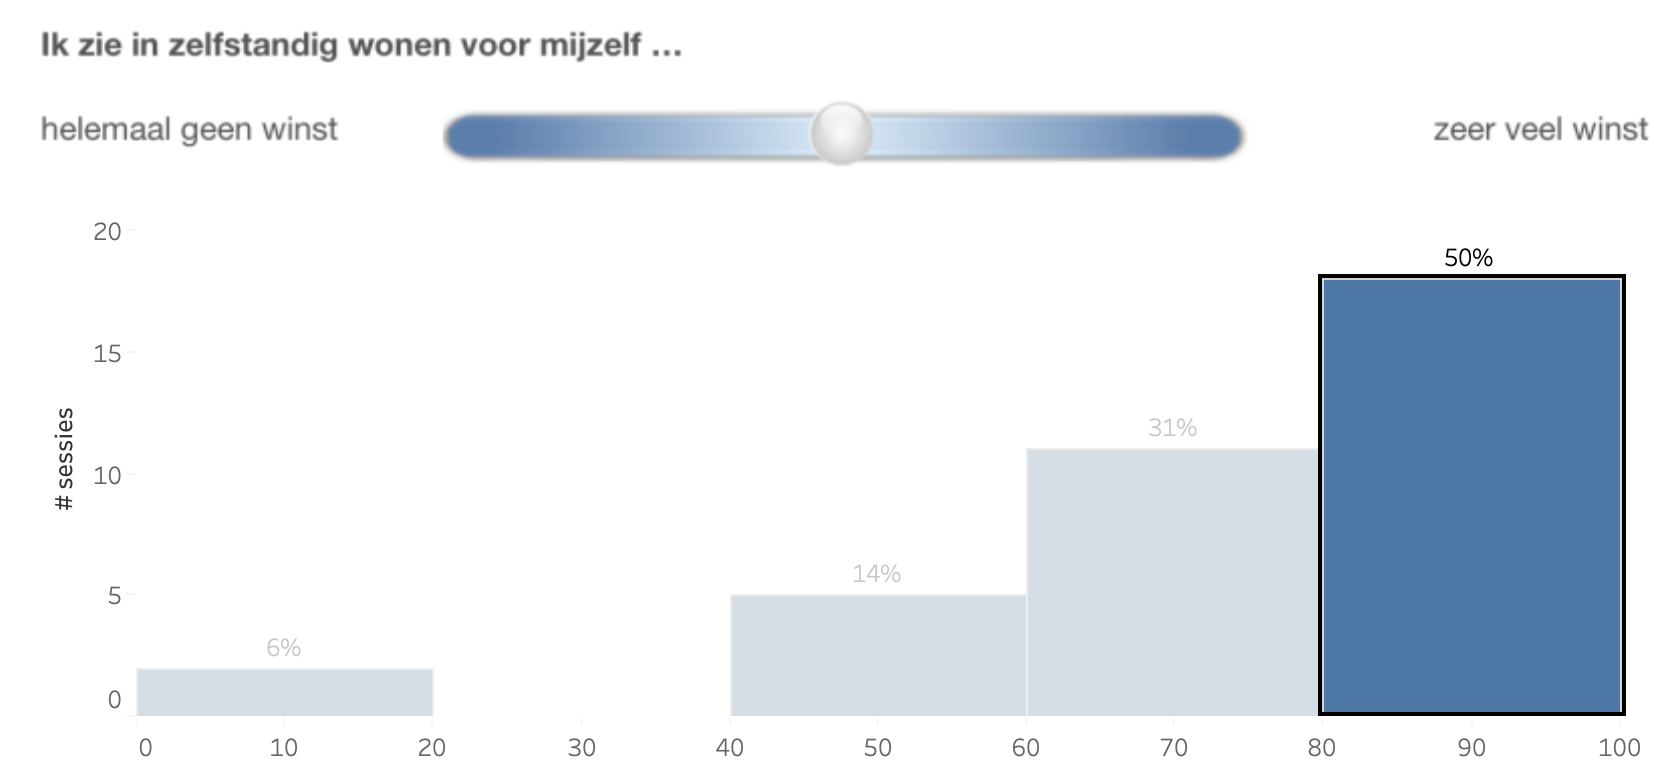 Ik zie in zelfstandig wonen voor mijzelf ...
helemaal geen winst
zeer veel winst
20
15
10
5
0
# sessies
6%
14%
31%
50%
0 10 20 30 40 50 60 70 80 90 100